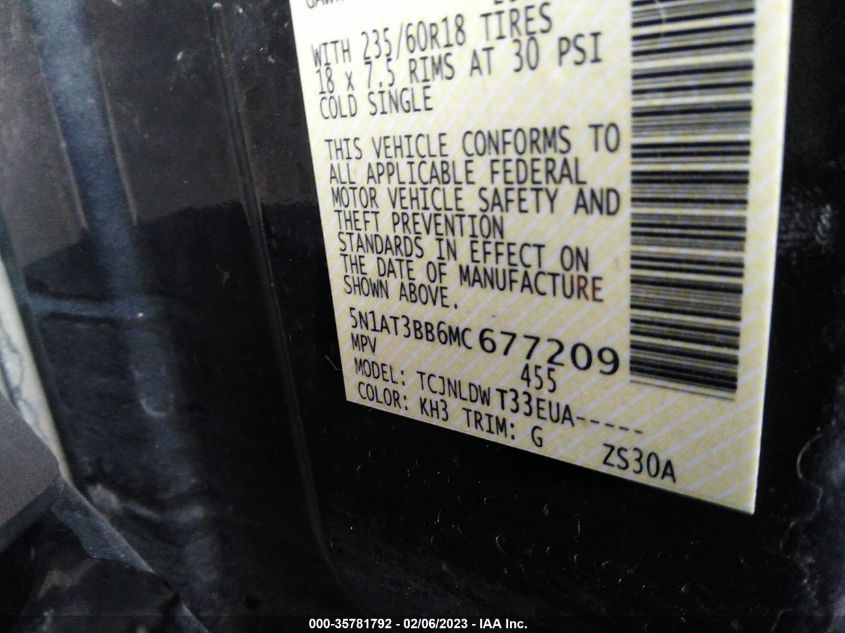 WITH 235/60R18 TIRES
18 x 7.5 RIMS AT 30 PSI
COLD SINGLE
THIS VEHICLE CONFORMS TO
ALL APPLICABLE FEDERAL
MOTOR VEHICLE SAFETY AND
THEFT PREVENTION
STANDARDS IN EFFECT ON
THE DATE OF MANUFACTURE
SHOWN ABOVE.
5N1AT3BB6MC677209
MPV 455
MODEL: TCJNLDWT33EUA-----
COLOR: KH3 TRIM: G ZS30A
000-35781792 - 02/06/2023 - IAA Inc.